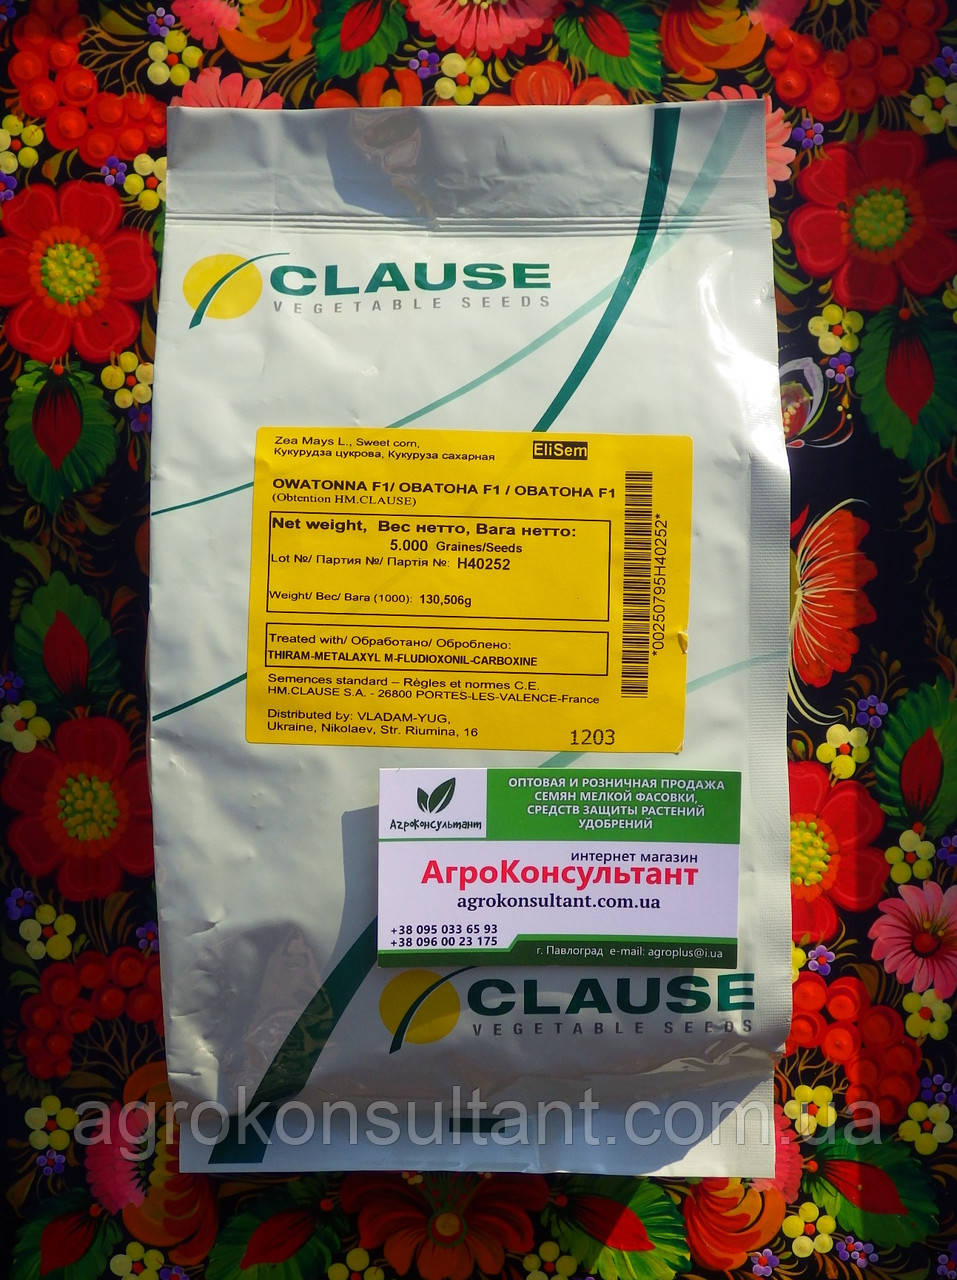 CLAUSE
VEGETABLE SEEDS
Zea Mays L., Sweet corn,
Кукурудза цукрова, Кукуруза сахарная
EliSem
OWATONNA F1/ ОВАТОНА F1 / ОВАТОНА F1
(Obtention HM.CLAUSE)
Net weight, Вес нетто, Вага нетто:
5.000 Graines/Seeds
Lot №/ Партия №/ Партія №: H40252
Weight/ Вес/ Вага (1000): 130,506g
*00250795H40252*
Treated with/ Обработано/ Оброблено:
THIRAM-METALAXYL M-FLUDIOXONIL-CARBOXINE
Semences standard – Règles et normes C.E.
HM.CLAUSE S.A. - 26800 PORTES-LES-VALENCE-France
Distributed by: VLADAM-YUG,
Ukraine, Nikolaev, Str. Riumina, 16
1203
АгроКонсультант
ОПТОВАЯ И РОЗНИЧНАЯ ПРОДАЖА
СЕМЯН МЕЛКОЙ ФАСОВКИ,
СРЕДСТВ ЗАЩИТЫ РАСТЕНИЙ
УДОБРЕНИЙ
интернет магазин
АгроКонсультант
agrokonsultant.com.ua
+38 095 033 65 93
+38 096 00 23 175
г. Павлоград e-mail: agroplus@i.ua
CLAUSE
VEGETABLE SEEDS
agrokonsultant.com.ua